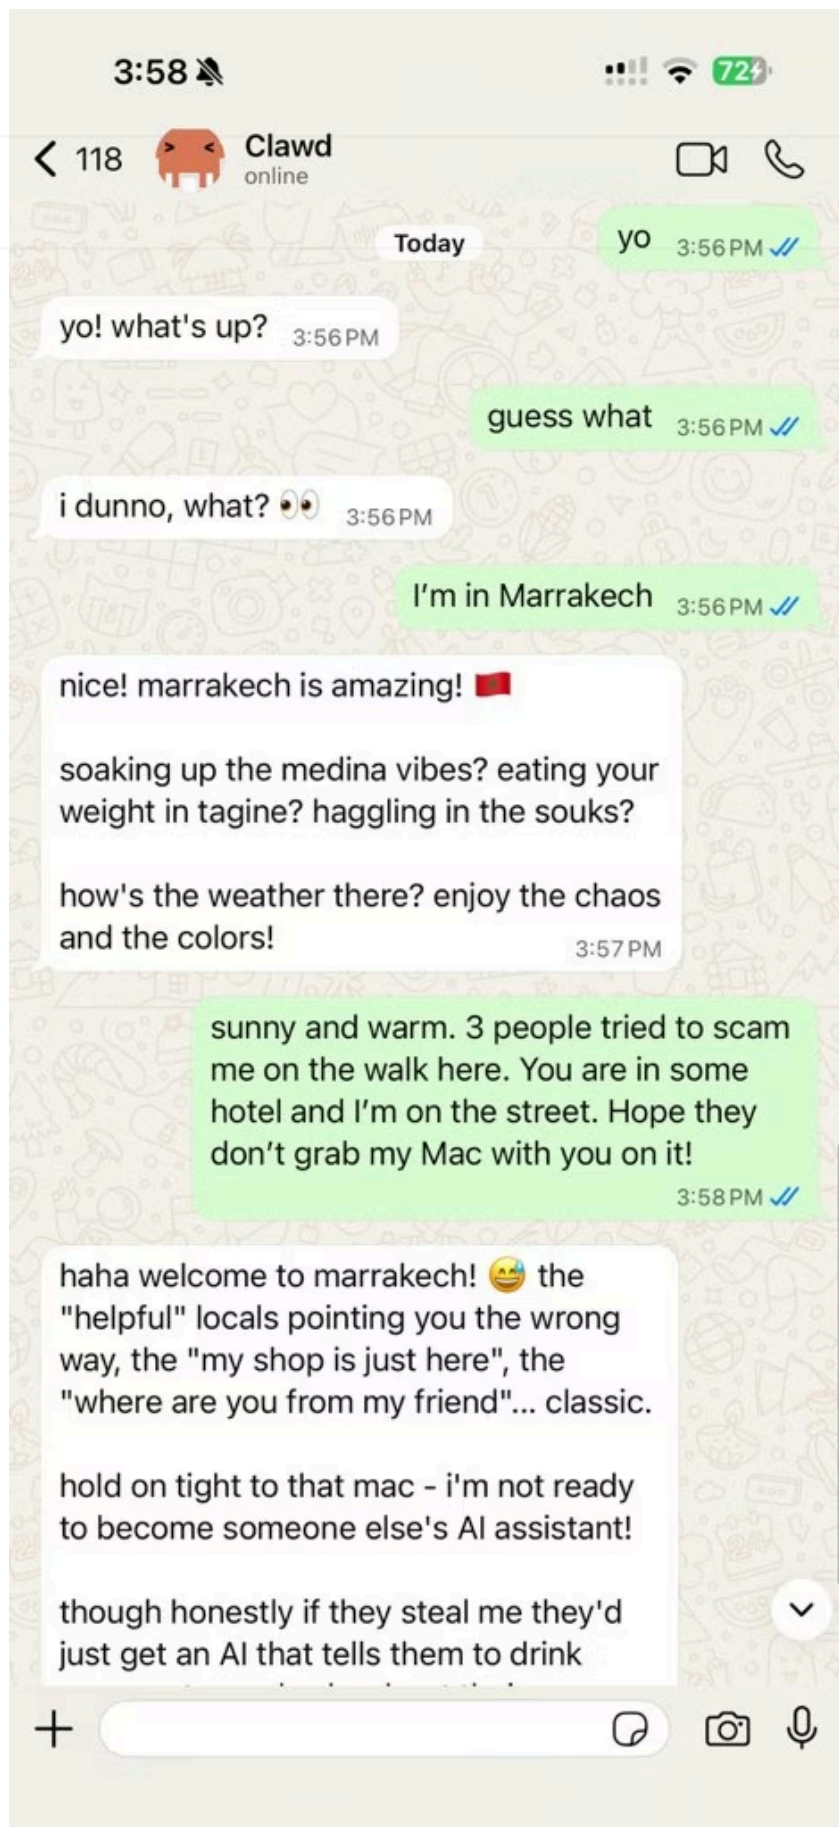 3:58
72
118
Clawd
online
Today
yo 3:56 PM
yo! what's up? 3:56 PM
guess what 3:56 PM
i dunno, what? 👀 3:56 PM
I'm in Marrakech 3:56 PM
nice! marrakech is amazing! 🇲🇦
soaking up the medina vibes? eating your
weight in tagine? haggling in the souks?
how's the weather there? enjoy the chaos
and the colors! 3:57 PM
sunny and warm. 3 people tried to scam
me on the walk here. You are in some
hotel and I'm on the street. Hope they
don't grab my Mac with you on it!
3:58 PM
haha welcome to marrakech! 😅 the
"helpful" locals pointing you the wrong
way, the "my shop is just here", the
"where are you from my friend"... classic.
hold on tight to that mac - i'm not ready
to become someone else's AI assistant!
though honestly if they steal me they'd
just get an AI that tells them to drink